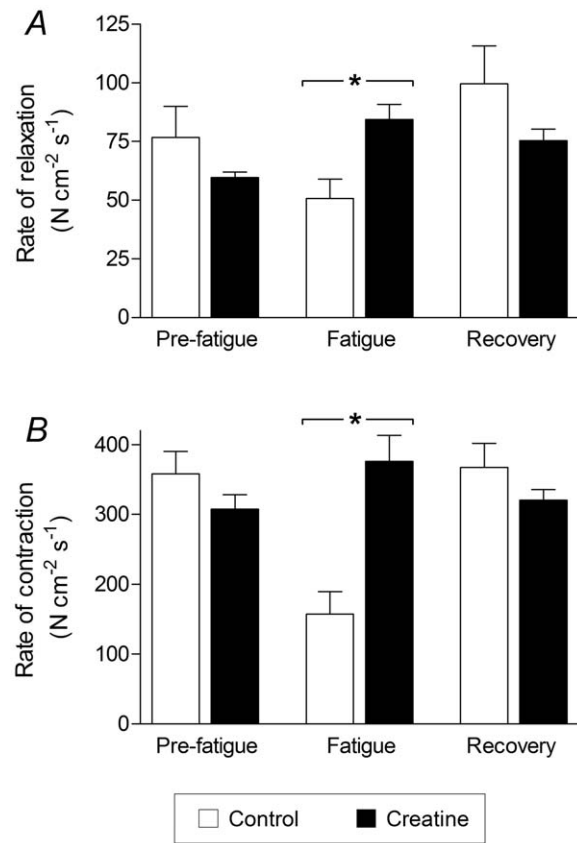 A
Rate of relaxation
(N cm⁻² s⁻¹)
125
100
75
50
25
0
*
Pre-fatigue Fatigue Recovery
B
Rate of contraction
(N cm⁻² s⁻¹)
400
300
200
100
0
*
Pre-fatigue Fatigue Recovery
Control Creatine